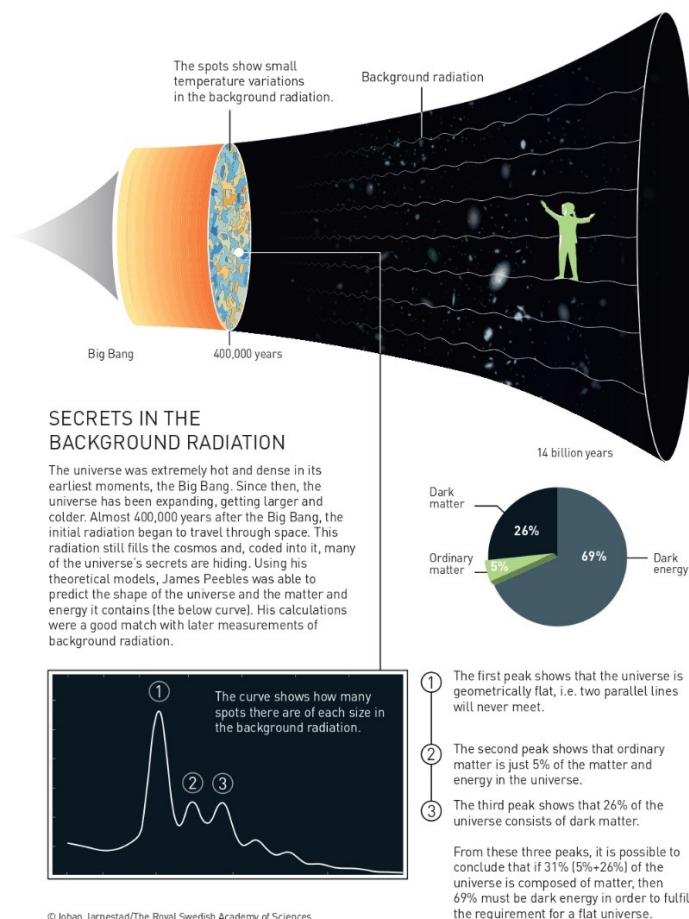 The spots show small
temperature variations
in the background radiation.
Background radiation
Big Bang
400,000 years
14 billion years
SECRETS IN THE
BACKGROUND RADIATION
The universe was extremely hot and dense in its
earliest moments, the Big Bang. Since then, the
universe has been expanding, getting larger and
colder. Almost 400,000 years after the Big Bang, the
initial radiation began to travel through space. This
radiation still fills the cosmos and, coded into it, many
of the universe's secrets are hiding. Using his
theoretical models, James Peebles was able to
predict the shape of the universe and the matter and
energy it contains (the below curve). His calculations
were a good match with later measurements of
background radiation.
Dark
matter
26%
Ordinary
matter
5%
69%
Dark
energy
1
The curve shows how many
spots there are of each size in
the background radiation.
2
3
1
The first peak shows that the universe is
geometrically flat, i.e. two parallel lines
will never meet.
2
The second peak shows that ordinary
matter is just 5% of the matter and
energy in the universe.
3
The third peak shows that 26% of the
universe consists of dark matter.
From these three peaks, it is possible to
conclude that if 31% (5%+26%) of the
universe is composed of matter, then
69% must be dark energy in order to fulfil
the requirement for a flat universe.
© Johan Jarnestad/The Royal Swedish Academy of Sciences